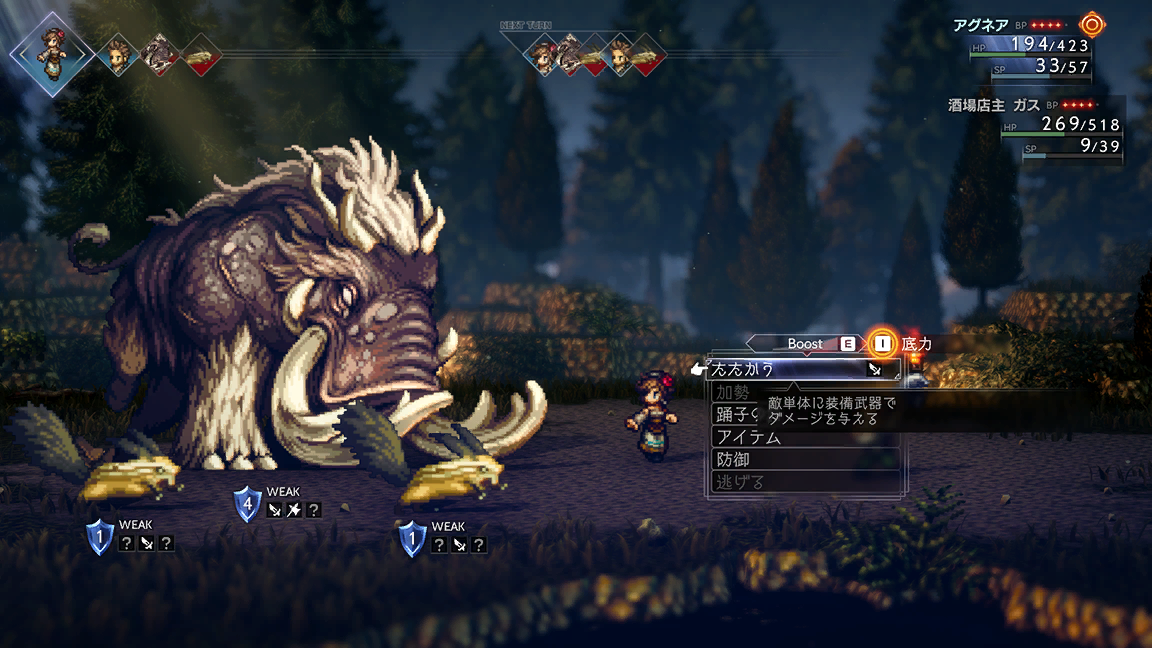 NEXT TURN
アグネア BP
HP 194/423
SP 33/57
酒場店主 ガス BP
HP 269/518
SP 9/39
Boost E I 底力
たたかう
加勢
敵単体に装備武器で
ダメージを与える
踊子
アイテム
防御
逃げる
WEAK
4 ?
WEAK
1 ? ?
WEAK
1 ? ?